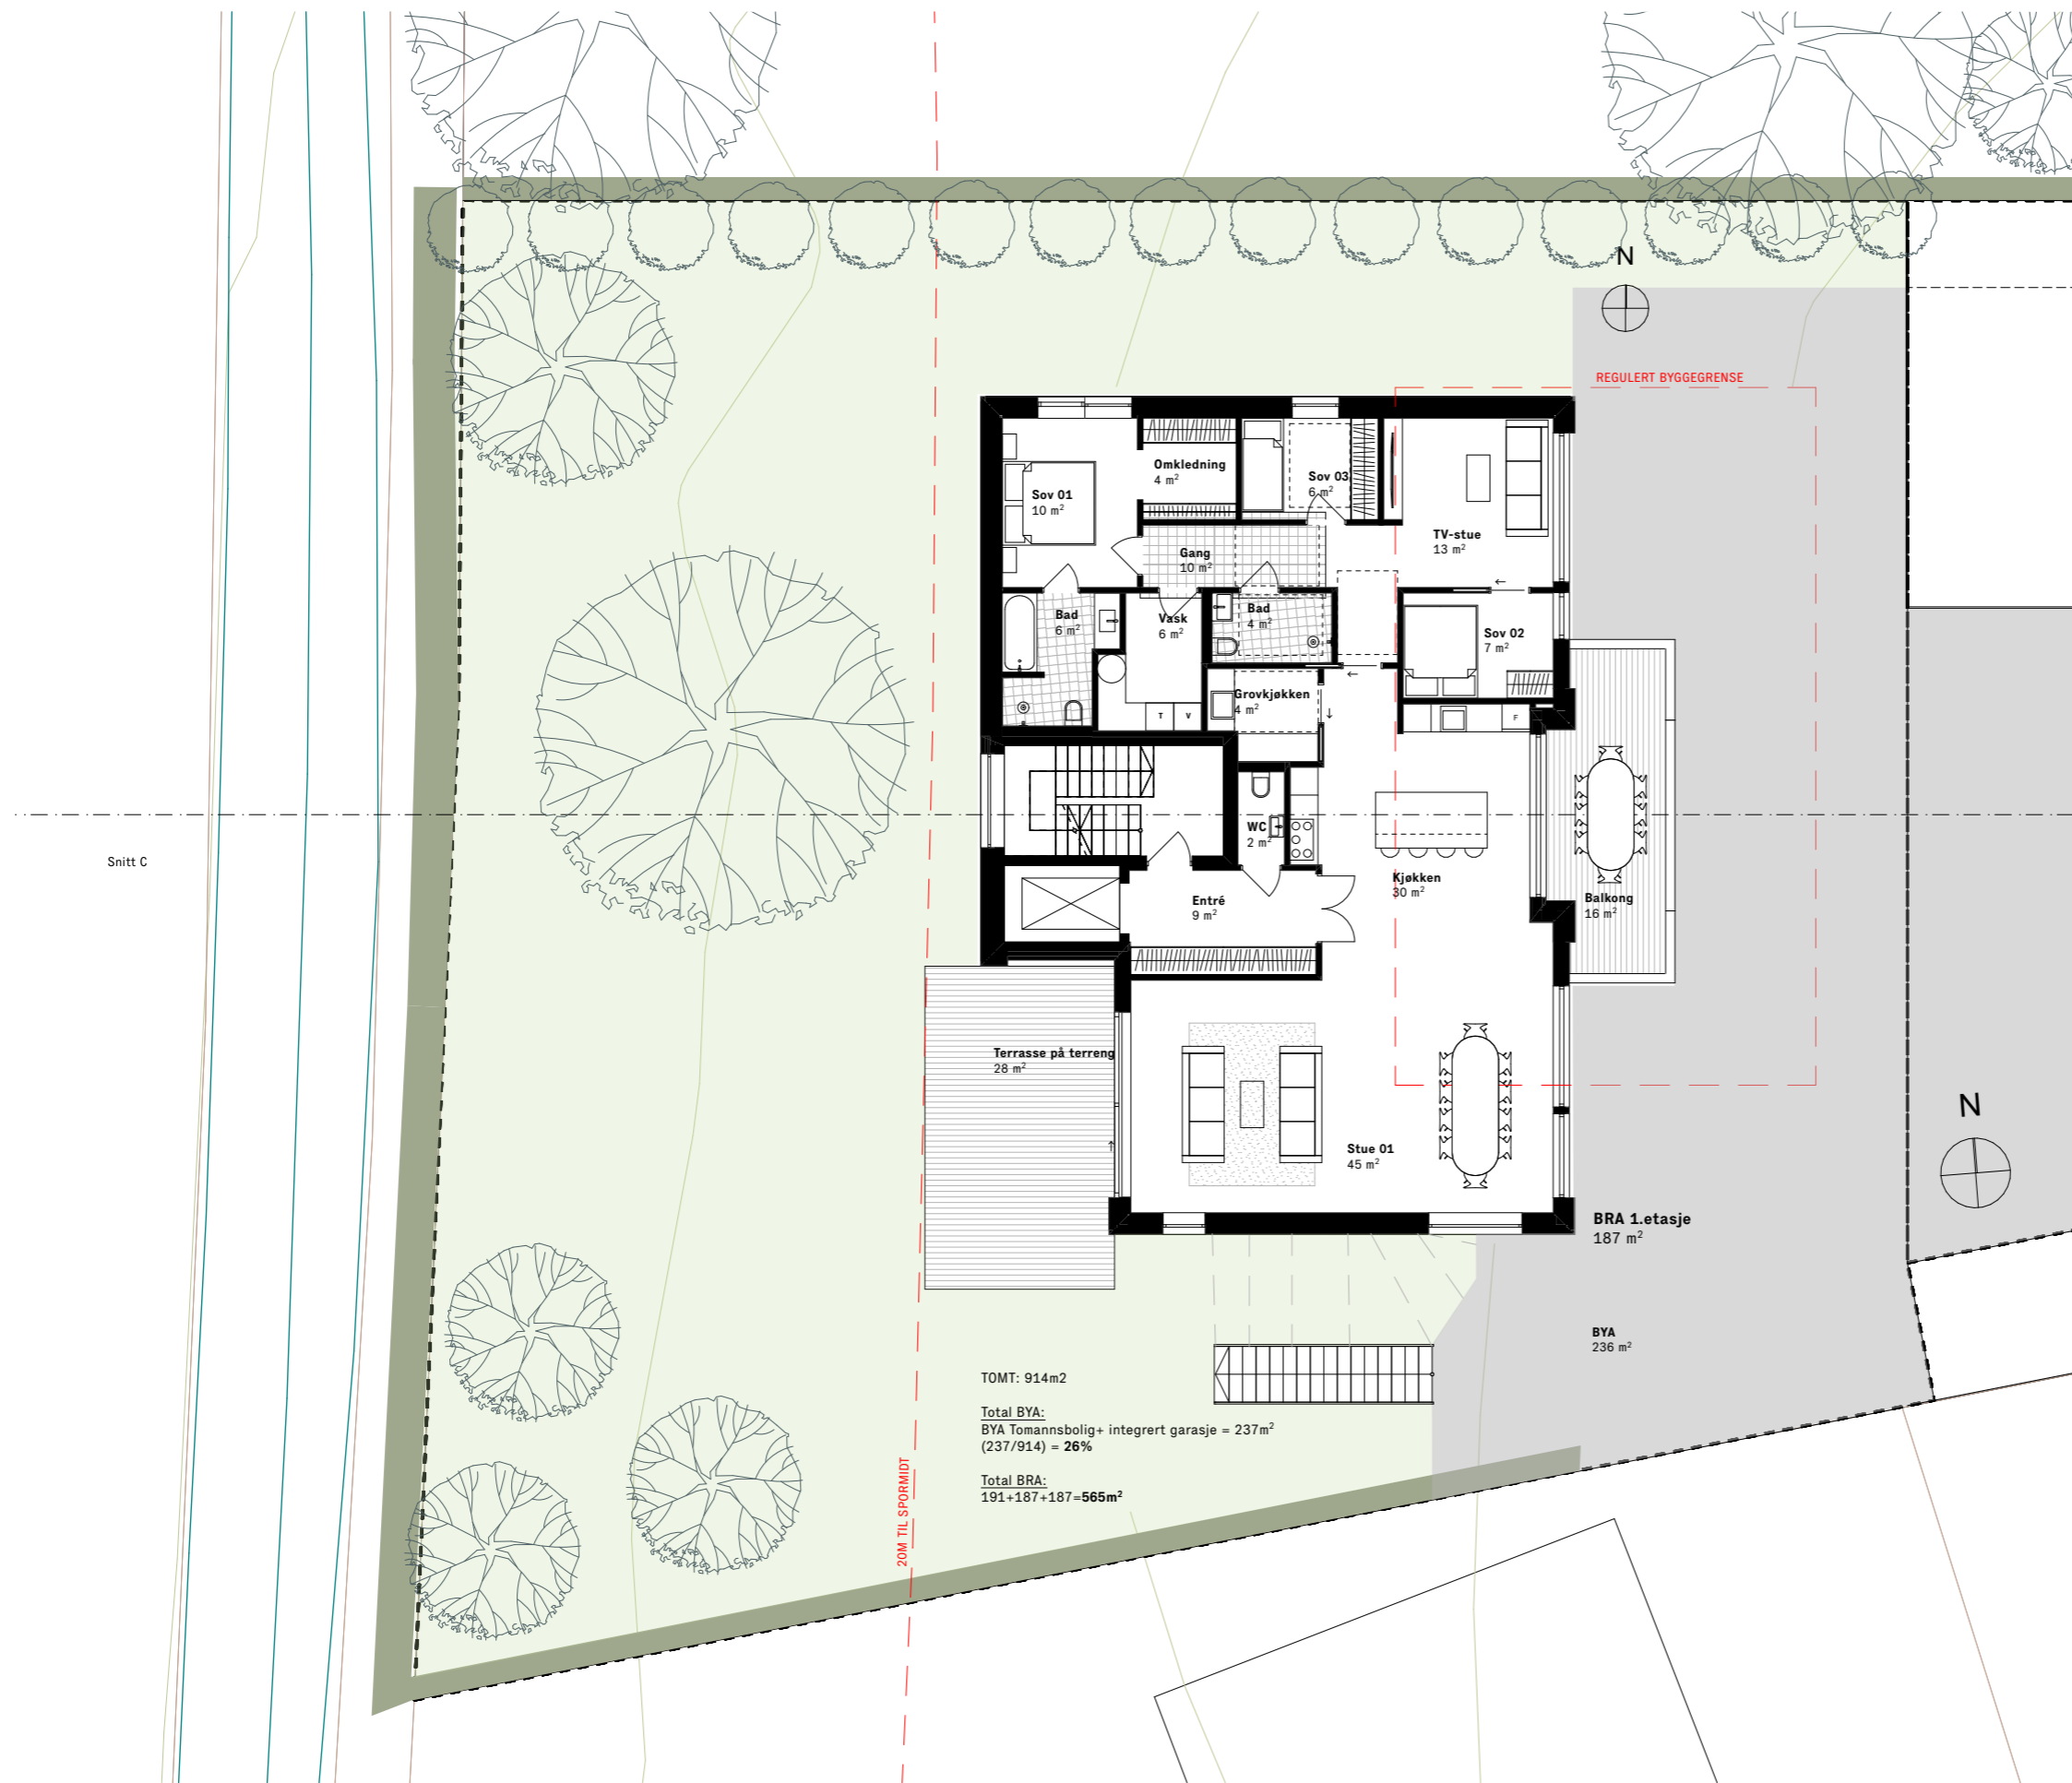 N
REGULERT BYGGEGRENSE
Omkledning
4 m²
Sov 03
6 m²
Sov 01
10 m²
TV-stue
13 m²
Gang
10 m²
Bad
6 m²
Vask
6 m²
Bad
4 m²
Sov 02
7 m²
Grovkjøkken
4 m²
T
V
F
WC
2 m²
Snitt C
Kjøkken
30 m²
Balkong
16 m²
Entré
9 m²
Terrasse på terreng
28 m²
N
Stue 01
45 m²
BRA 1.etasje
187 m²
BYA
236 m²
TOMT: 914m2
Total BYA:
BYA Tomannsbolig+ integrert garasje = 237m²
(237/914) = 26%
Total BRA:
191+187+187=565m²
20M TIL SPORMIDT